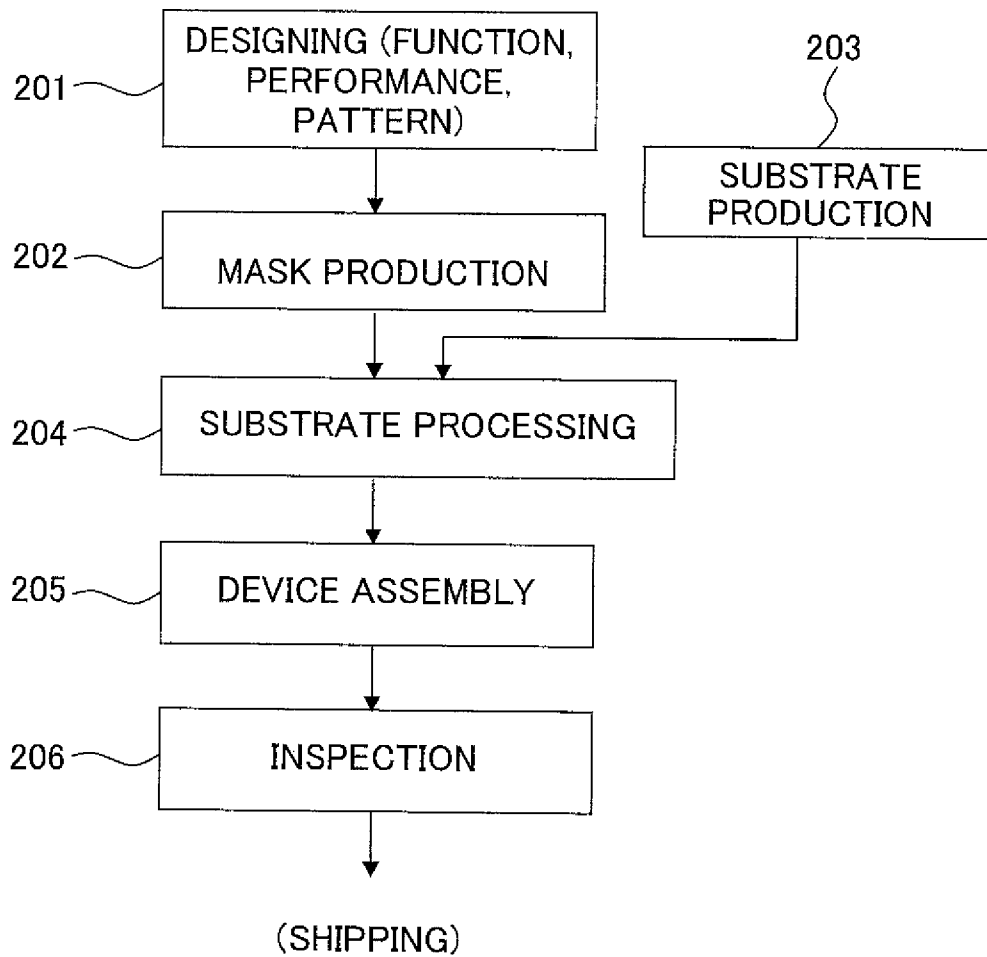 201
DESIGNING (FUNCTION,
PERFORMANCE,
PATTERN)
203
SUBSTRATE
PRODUCTION
202
MASK PRODUCTION
204
SUBSTRATE PROCESSING
205
DEVICE ASSEMBLY
206
INSPECTION
(SHIPPING)